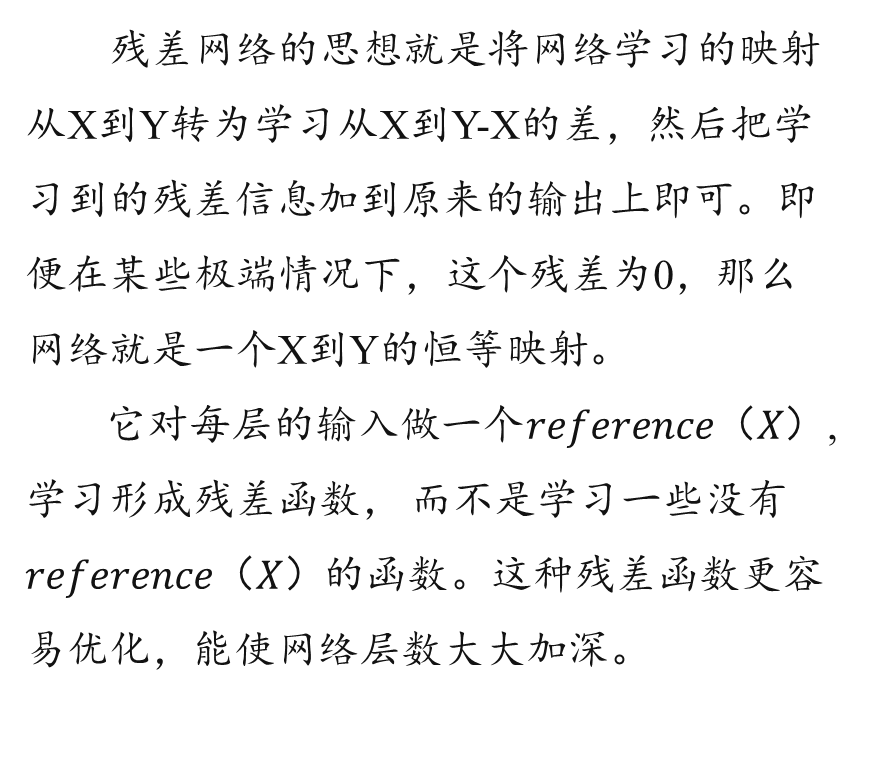 残差网络的思想就是将网络学习的映射
从X到Y转为学习从X到Y-X的差，然后把学
习到的残差信息加到原来的输出上即可。即
便在某些极端情况下，这个残差为0，那么
网络就是一个X到Y的恒等映射。
它对每层的输入做一个reference（X）,
学习形成残差函数， 而不是学习一些没有
reference（X）的函数。这种残差函数更容
易优化，能使网络层数大大加深。